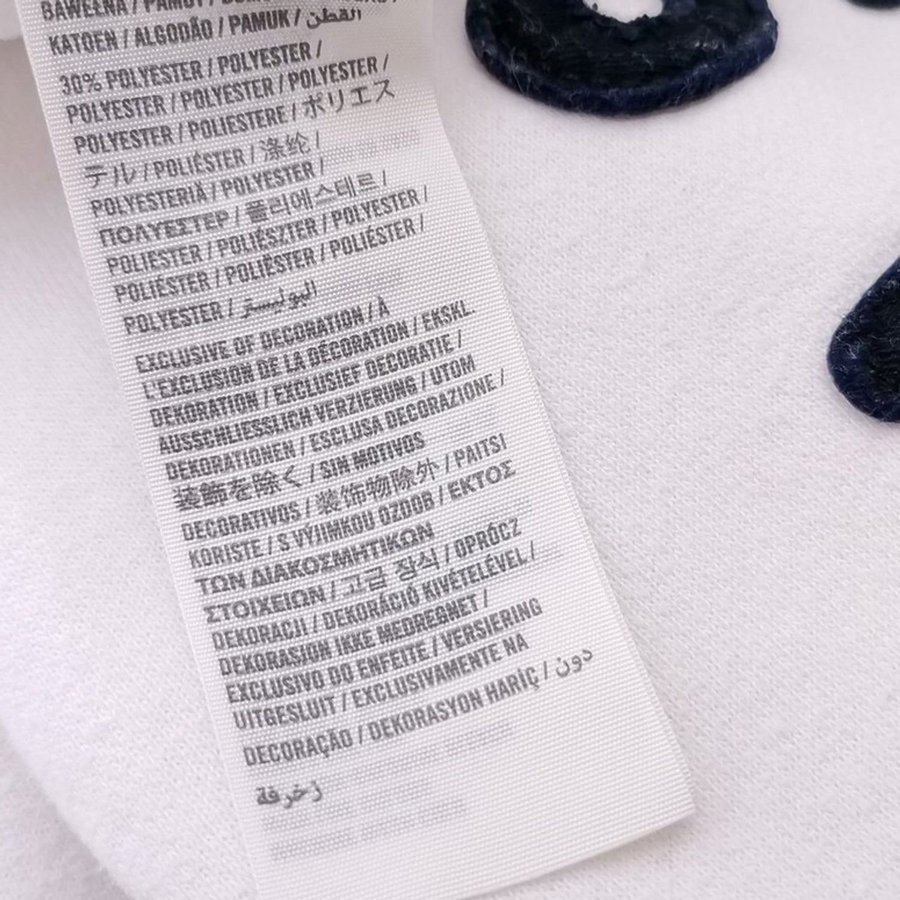 BAWEŁNA / PAMUT /
KATOEN / ALGODÃO / PAMUK / القطن
30% POLYESTER / POLYESTER /
POLYESTER / POLYESTER / POLYESTER /
POLYESTER / POLIESTERE / ポリエス
テル / POLIÉSTER / 涤纶 /
POLYESTERIÄ / POLYESTER /
ΠΟΛΥΕΣΤΕΡ / 폴리에스테르 /
POLIESTER / POLIÉSZTER / POLYESTER /
POLIÉSTER / POLIÉSTER / POLIÉSTER /
POLYESTER / البوليستر
EXCLUSIVE OF DECORATION / À
L'EXCLUSION DE LA DÉCORATION / EKSKL.
DEKORATION / EXCLUSIEF DECORATIE /
AUSSCHLIESSLICH VERZIERUNG / UTOM
DEKORATIONEN / ESCLUSA DECORAZIONE /
装飾を除く / SIN MOTIVOS
DECORATIVOS / 装饰物除外 / PAITSI
KORISTE / S VÝJIMKOU OZDOB / ΕΚΤΟΣ
ΤΩΝ ΔΙΑΚΟΣΜΗΤΙΚΩΝ
ΣΤΟΙΧΕΙΩΝ / 고급 장식 / OPRÓCZ
DEKORACJI / DEKORÁCIÓ KIVÉTELÉVEL /
DEKORASJON IKKE MEDREGNET /
EXCLUSIVO DO ENFEITE / VERSIERING
UITGESLUIT / EXCLUSIVAMENTE NA
DECORAÇÃO / DEKORASYON HARİÇ / دون
زخرفة